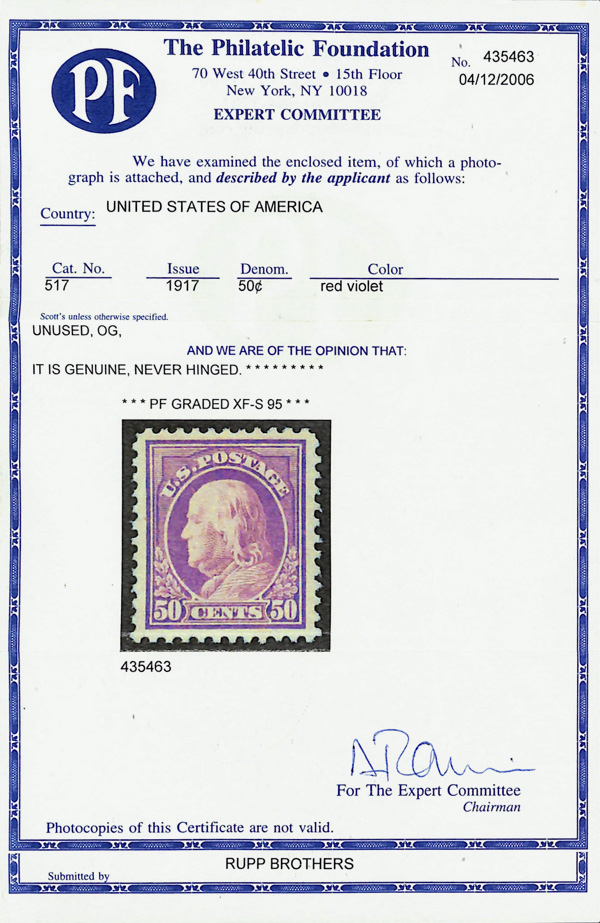 PF
The Philatelic Foundation
70 West 40th Street • 15th Floor
New York, NY 10018
EXPERT COMMITTEE
No. 435463
04/12/2006
We have examined the enclosed item, of which a photo-
graph is attached, and described by the applicant as follows:
Country: UNITED STATES OF AMERICA
Cat. No. Issue Denom. Color
517 1917 50¢ red violet
Scott's unless otherwise specified.
UNUSED, OG,
AND WE ARE OF THE OPINION THAT:
IT IS GENUINE, NEVER HINGED. * * * * * * * * *
* * * PF GRADED XF-S 95 * * *
U.S. POSTAGE
50 CENTS 50
435463
For The Expert Committee
Chairman
Photocopies of this Certificate are not valid.
RUPP BROTHERS
Submitted by